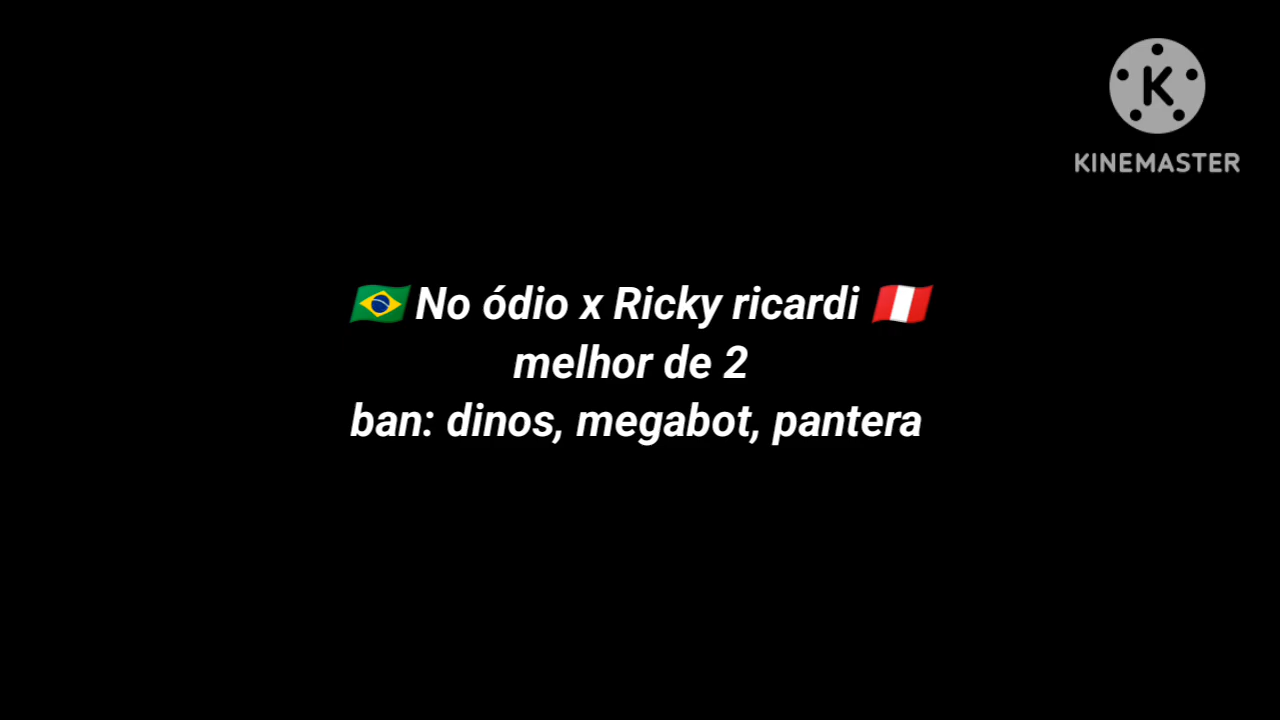 K
KINEMASTER
🇧🇷 No ódio x Ricky ricardi 🇵🇪
melhor de 2
ban: dinos, megabot, pantera